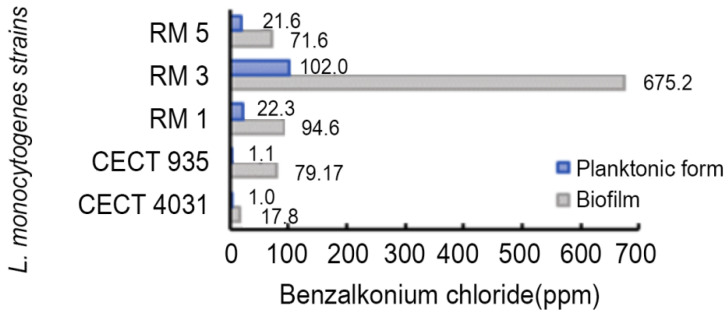 L. monocytogenes strains
RM 5
21.6
71.6
RM 3
102.0
675.2
RM 1
22.3
94.6
CECT 935
1.1
79.17
CECT 4031
1.0
17.8
Planktonic form
Biofilm
0 100 200 300 400 500 600 700
Benzalkonium chloride(ppm)